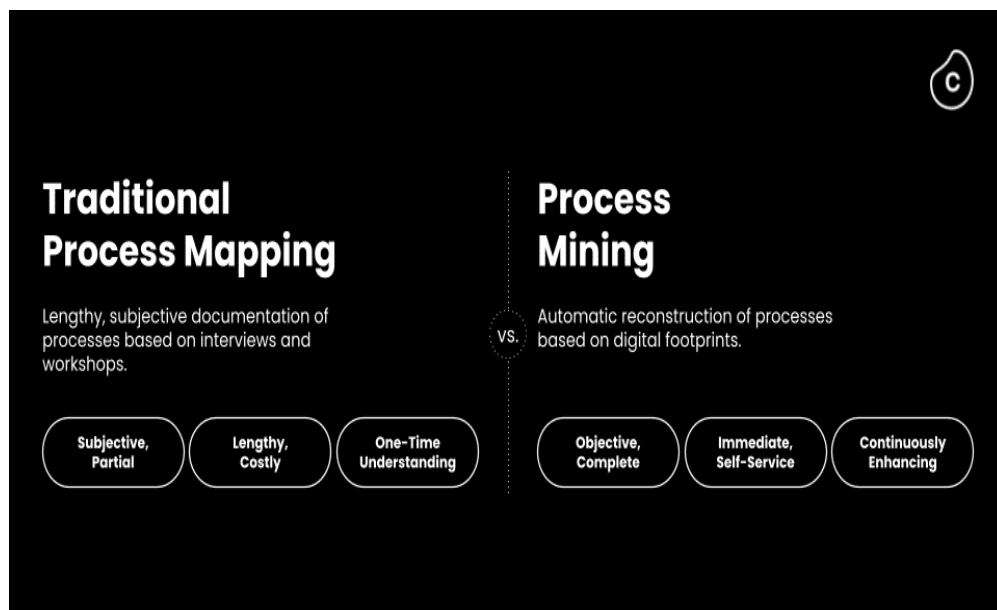 C
Traditional
Process Mapping
Lengthy, subjective documentation of
processes based on interviews and
workshops.
Subjective,
Partial
Lengthy,
Costly
One-Time
Understanding
vs.
Process
Mining
Automatic reconstruction of processes
based on digital footprints.
Objective,
Complete
Immediate,
Self-Service
Continuously
Enhancing